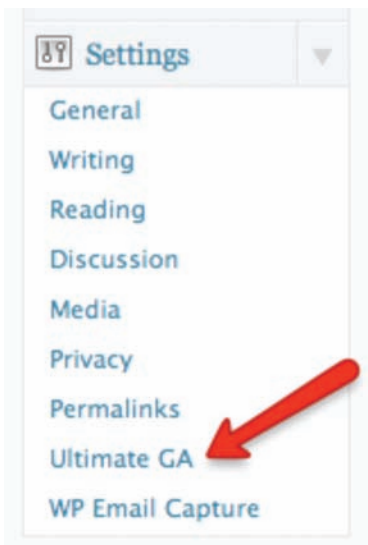 Settings
General
Writing
Reading
Discussion
Media
Privacy
Permalinks
Ultimate GA
WP Email Capture